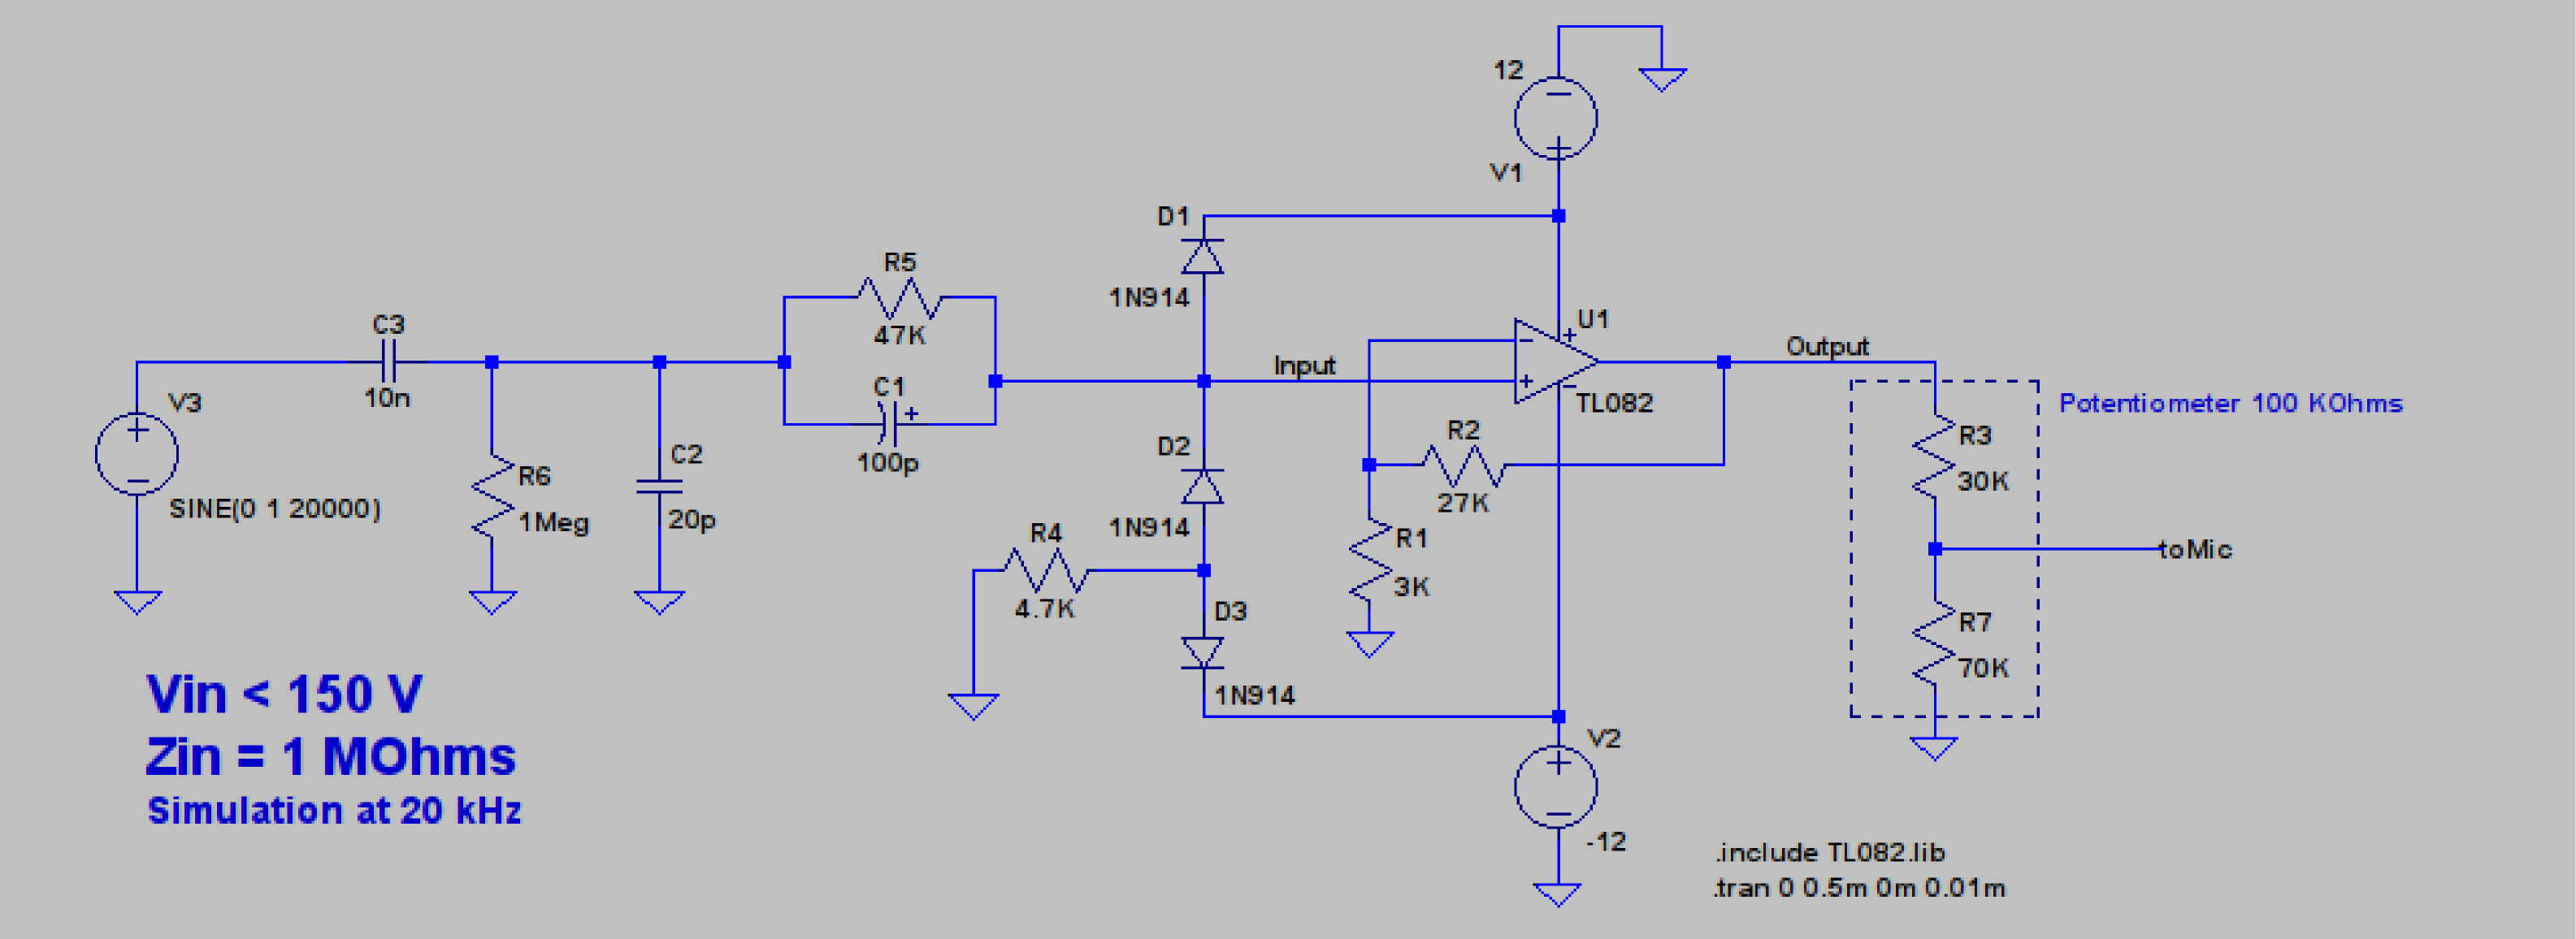 12
V1
D1
1N914
R5
47K
C3
10n
C1
100p
V3
SINE(0 1 20000)
R6
1Meg
C2
20p
Input
U1
TL082
Output
Potentiometer 100 KOhms
D2
1N914
R2
27K
R3
30K
R4
4.7K
R1
3K
toMic
D3
1N914
R7
70K
V2
-12
Vin < 150 V
Zin = 1 MOhms
Simulation at 20 kHz
.include TL082.lib
.tran 0 0.5m 0m 0.01m